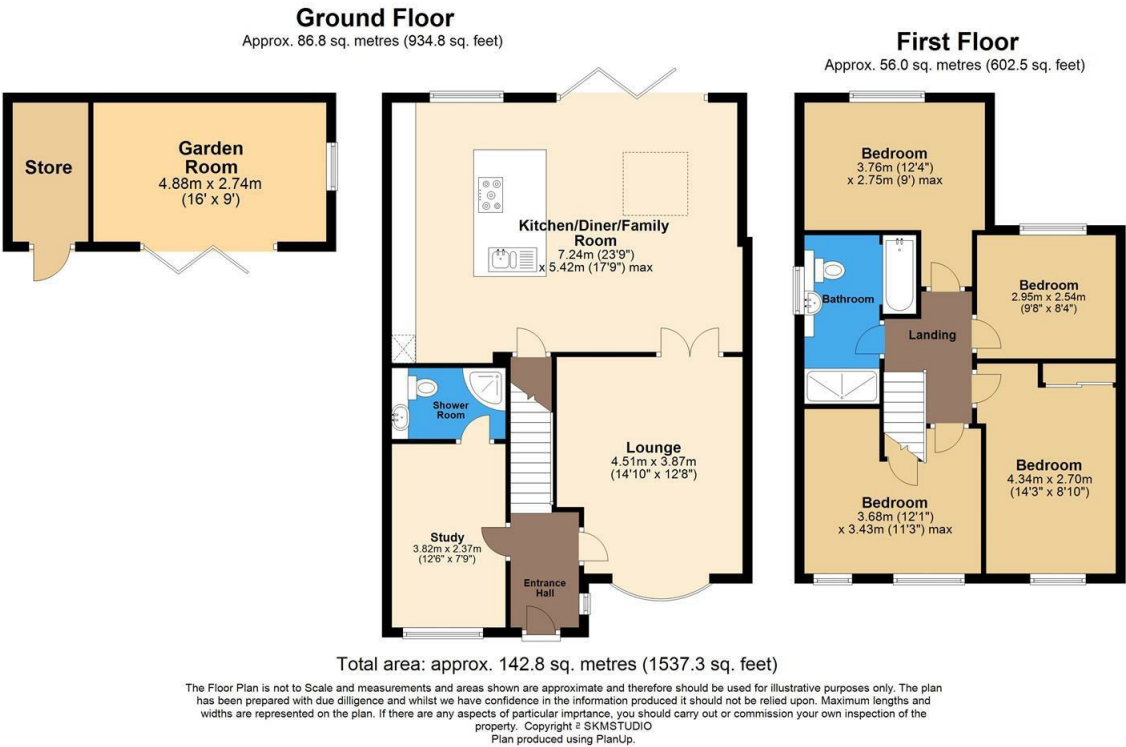 Ground Floor
Approx. 86.8 sq. metres (934.8 sq. feet)
First Floor
Approx. 56.0 sq. metres (602.5 sq. feet)
Store
Garden
Room
4.88m x 2.74m
(16' x 9')
Kitchen/Diner/Family
Room
7.24m (23'9")
x 5.42m (17'9") max
Shower
Room
Lounge
4.51m x 3.87m
(14'10" x 12'8")
Study
3.82m x 2.37m
(12'6" x 7'9")
Entrance
Hall
Bedroom
3.76m (12'4")
x 2.75m (9') max
Bathroom
Bedroom
2.95m x 2.54m
(9'8" x 8'4")
Landing
Bedroom
4.34m x 2.70m
(14'3" x 8'10")
Bedroom
3.68m (12'1")
x 3.43m (11'3") max
Total area: approx. 142.8 sq. metres (1537.3 sq. feet)
The Floor Plan is not to Scale and measurements and areas shown are approximate and therefore should be used for illustrative purposes only. The plan
has been prepared with due dilligence and whilst we have confidence in the information produced it should not be relied upon. Maximum lengths and
widths are represented on the plan. If there are any aspects of particular imprtance, you should carry out or commission your own inspection of the
property. Copyright SKMSTUDIO
Plan produced using PlanUp.